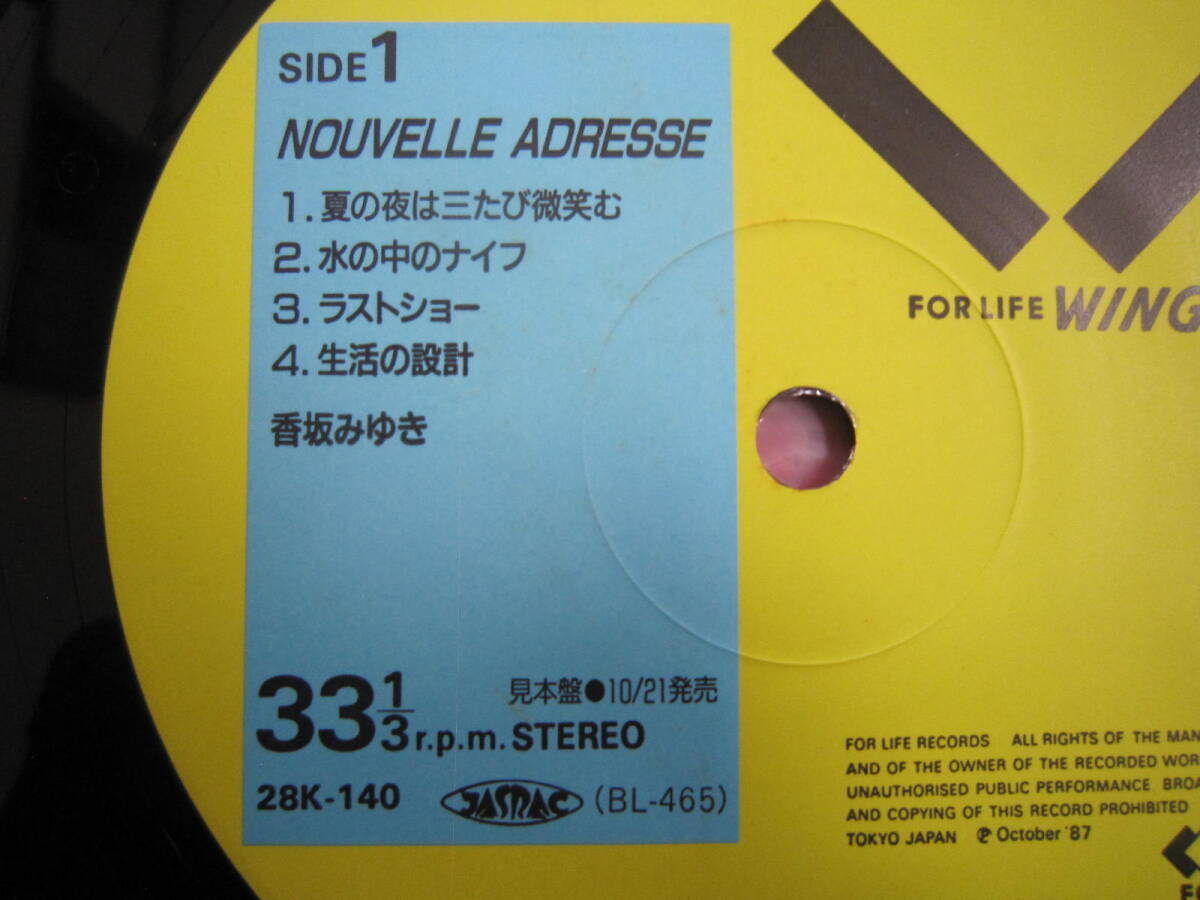 SIDE 1
NOUVELLE ADRESSE
1. 夏の夜は三たび微笑む
2. 水の中のナイフ
3. ラストショー
4. 生活の設計
香坂みゆき
見本盤●10/21発売
33 1/3 r.p.m. STEREO
28K-140 JASRAC (BL-465)
FOR LIFE WING
FOR LIFE RECORDS ALL RIGHTS OF THE MAN
AND OF THE OWNER OF THE RECORDED WOR
UNAUTHORISED PUBLIC PERFORMANCE BROA
AND COPYING OF THIS RECORD PROHIBITED
TOKYO JAPAN ℗ October '87